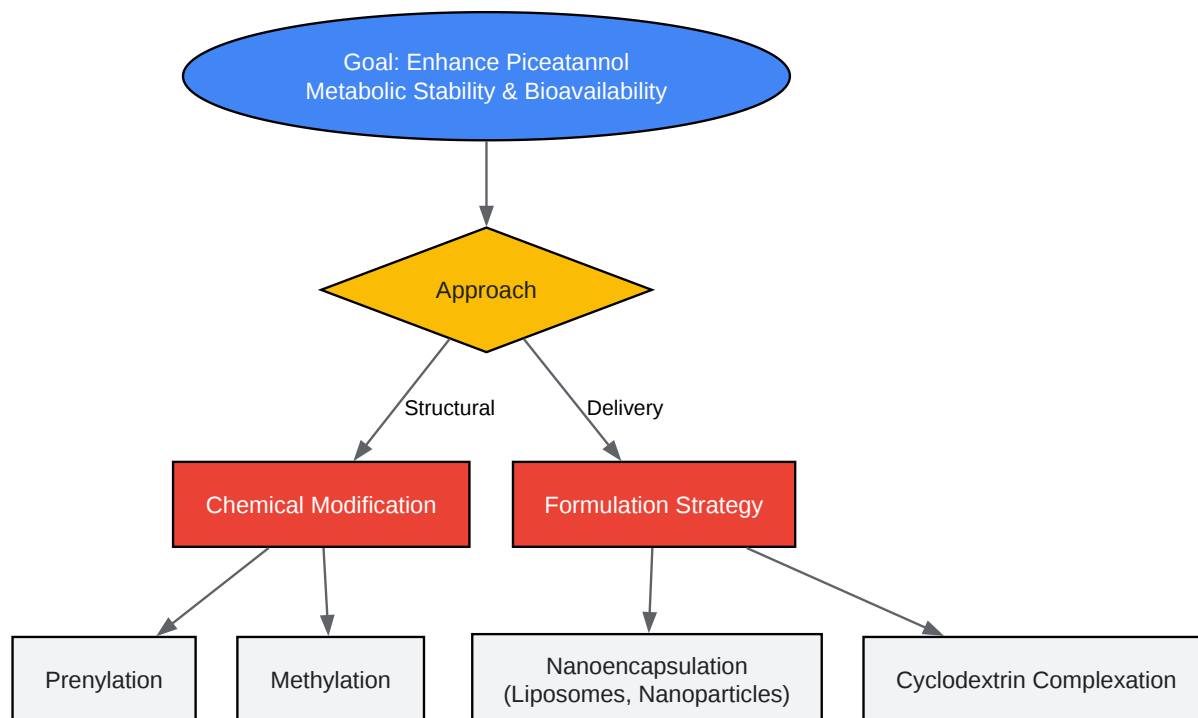 Goal: Enhance Piceatannol
Metabolic Stability & Bioavailability
Approach
Structural
Delivery
Chemical Modification
Formulation Strategy
Prenylation
Methylation
Nanoencapsulation
(Liposomes, Nanoparticles)
Cyclodextrin Complexation